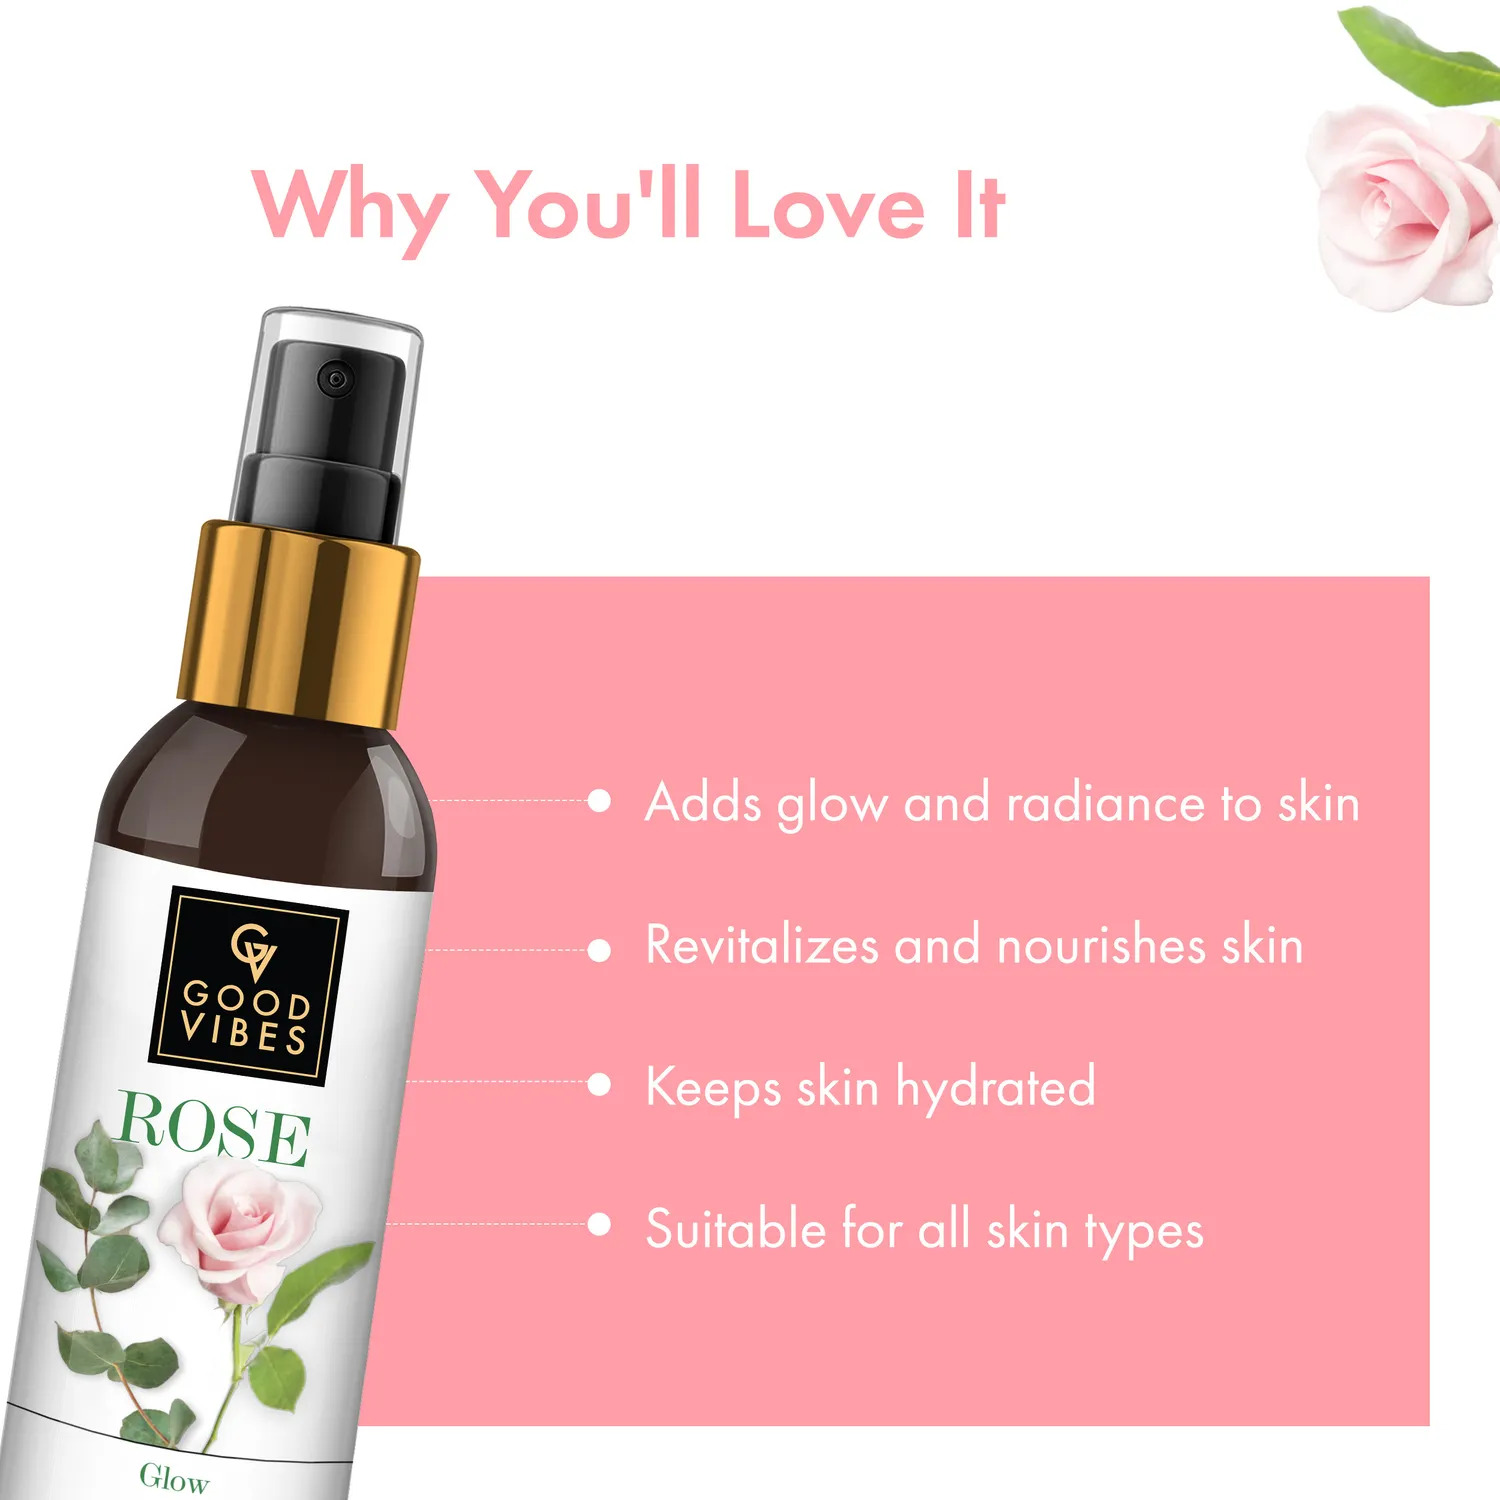 Why You'll Love It
Adds glow and radiance to skin
Revitalizes and nourishes skin
Keeps skin hydrated
Suitable for all skin types
GV
GOOD
VIBES
ROSE
Glow